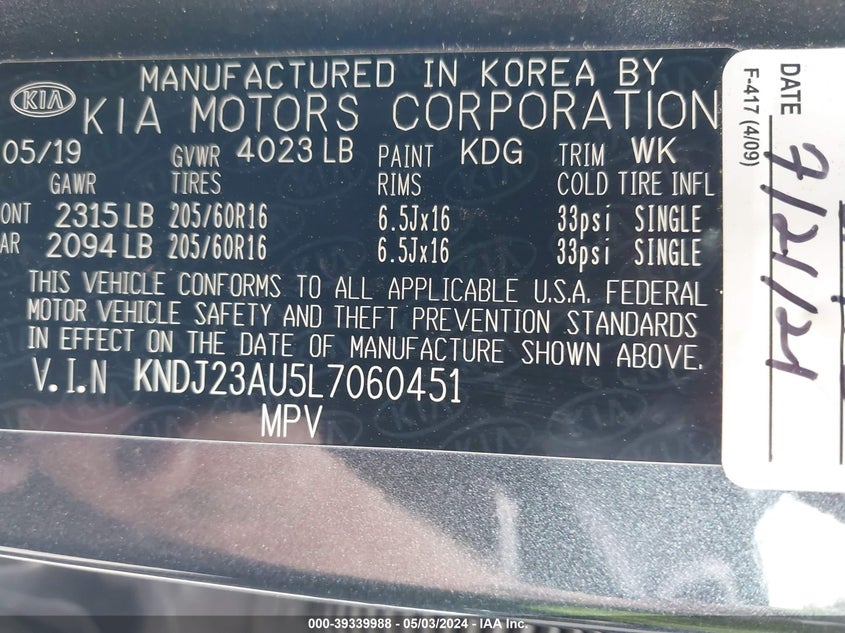 MANUFACTURED IN KOREA BY
KIA KIA MOTORS CORPORATION
05/19 GVWR 4023 LB PAINT KDG TRIM WK
GAWR TIRES RIMS COLD TIRE INFL
ONT 2315 LB 205/60R16 6.5Jx16 33psi SINGLE
AR 2094 LB 205/60R16 6.5Jx16 33psi SINGLE
THIS VEHICLE CONFORMS TO ALL APPLICABLE U.S.A. FEDERAL
MOTOR VEHICLE SAFETY AND THEFT PREVENTION STANDARDS
IN EFFECT ON THE DATE OF MANUFACTURE SHOWN ABOVE.
V.I.N KNDJ23AU5L7060451
MPV
DATE
F-417 (4/09)
000-39339988 - 05/03/2024 - IAA Inc.